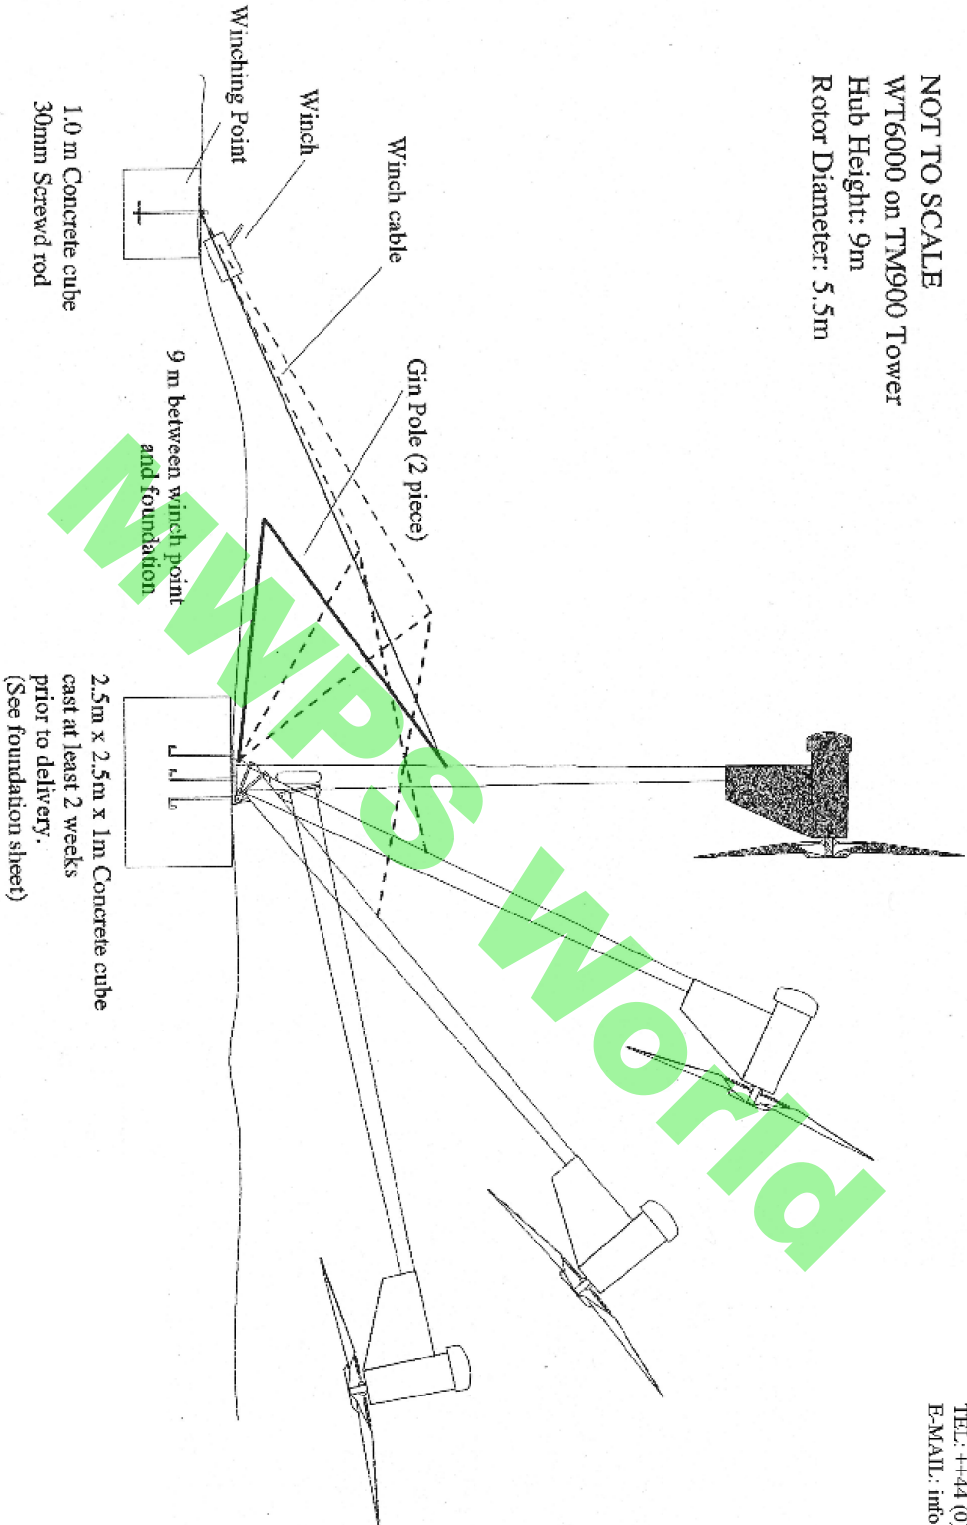 NOT TO SCALE
WT6000 on TM900 Tower
Hub Height: 9m
Rotor Diameter: 5.5m
TEL: ++44 (0)
E-MAIL: info
Winch cable
Winch
Winching Point
Gin Pole (2 piece)
1.0 m Concrete cube
30mm Screwd rod
9 m between winch point
and foundation
2.5m x 2.5m x 1m Concrete cube
cast at least 2 weeks
prior to delivery.
(See foundation sheet)
MWPS World